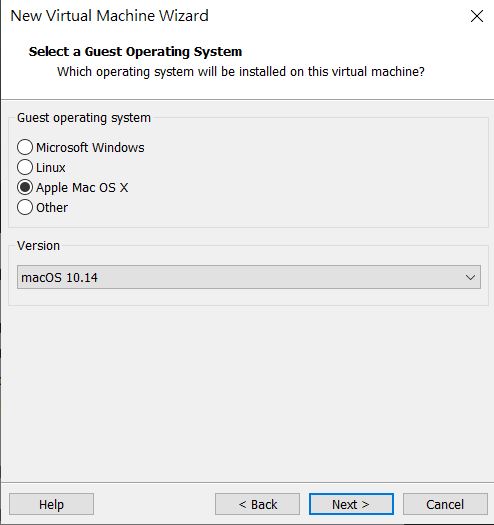 New Virtual Machine Wizard
Select a Guest Operating System
Which operating system will be installed on this virtual machine?
Guest operating system
Microsoft Windows
Linux
Apple Mac OS X
Other
Version
macOS 10.14
Help
< Back
Next >
Cancel